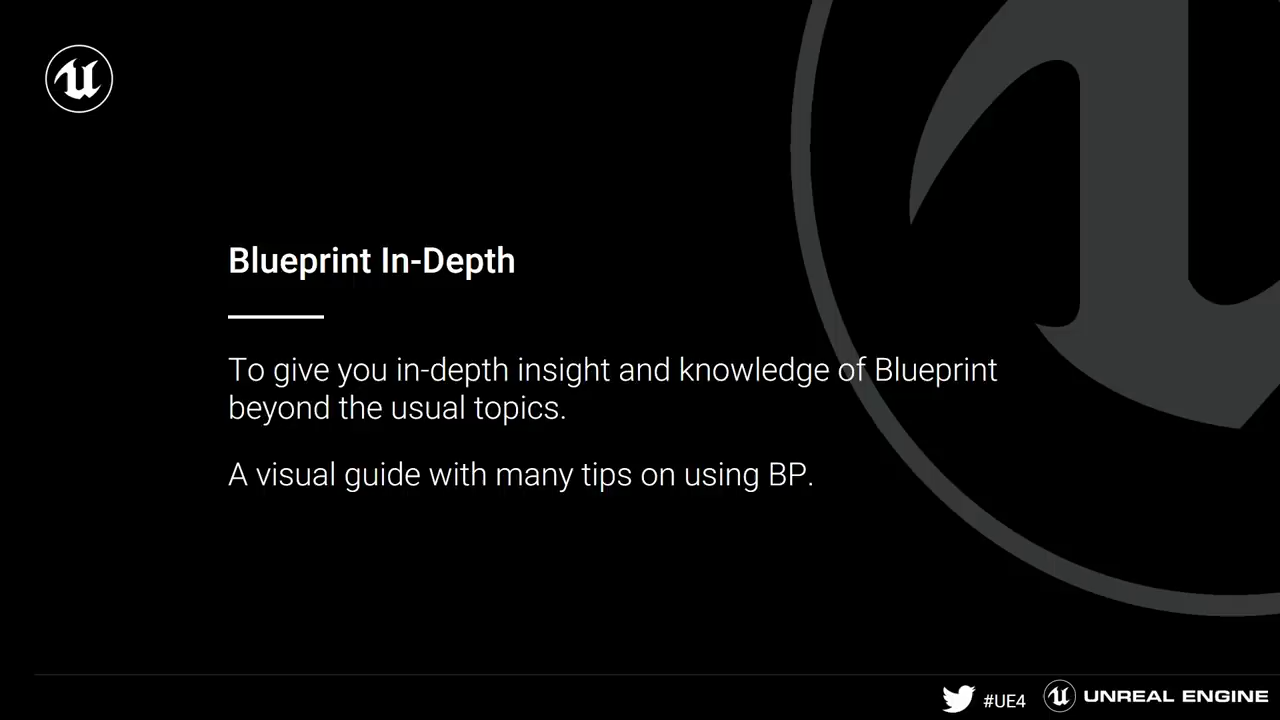 Blueprint In-Depth
To give you in-depth insight and knowledge of Blueprint
beyond the usual topics.
A visual guide with many tips on using BP.
#UE4 UNREAL ENGINE